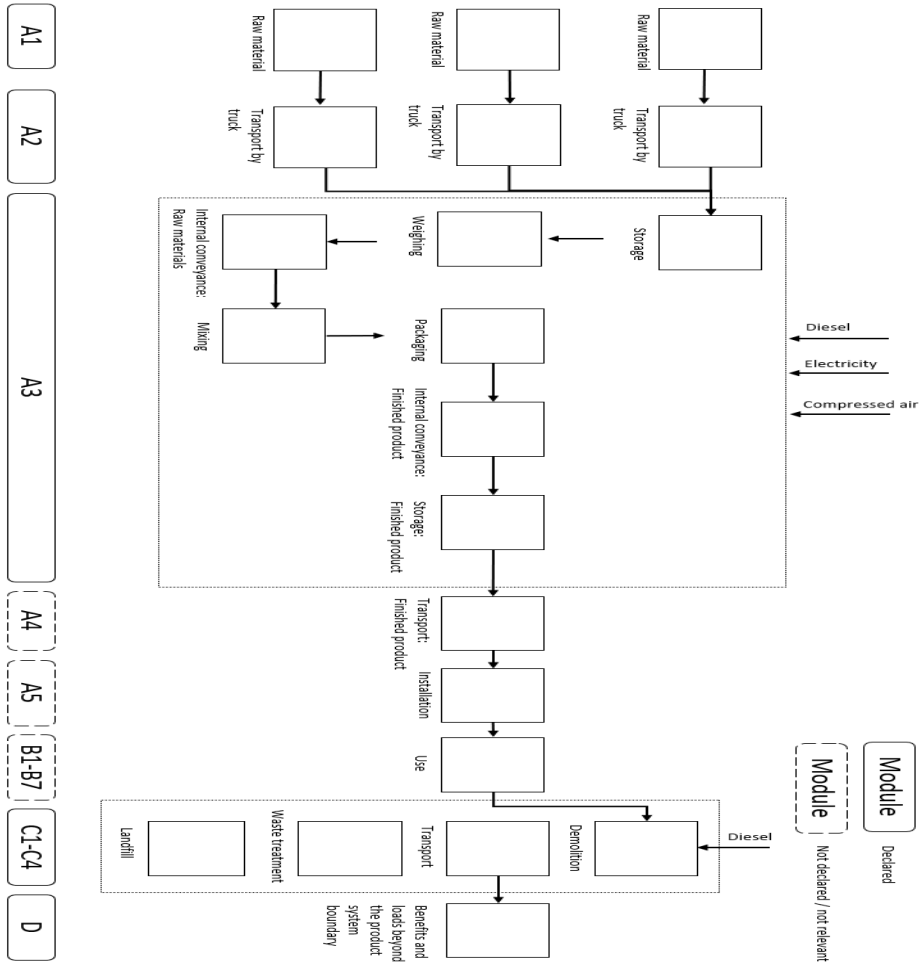 A1
Raw material
Raw material
Raw material
A2
Transport by
truck
Transport by
truck
Transport by
truck
A3
Internal conveyance:
Raw materials
Weighing
Storage
Mixing
Packaging
Diesel
Electricity
Compressed air
Internal conveyance:
Finished product
Storage:
Finished product
A4
Transport:
Finished product
A5
Installation
B1-B7
Use
Module
Declared
Module
Not declared / not relevant
C1-C4
Landfill
Waste treatment
Transport
Demolition
Diesel
D
Benefits and
loads beyond
the product
system
boundary